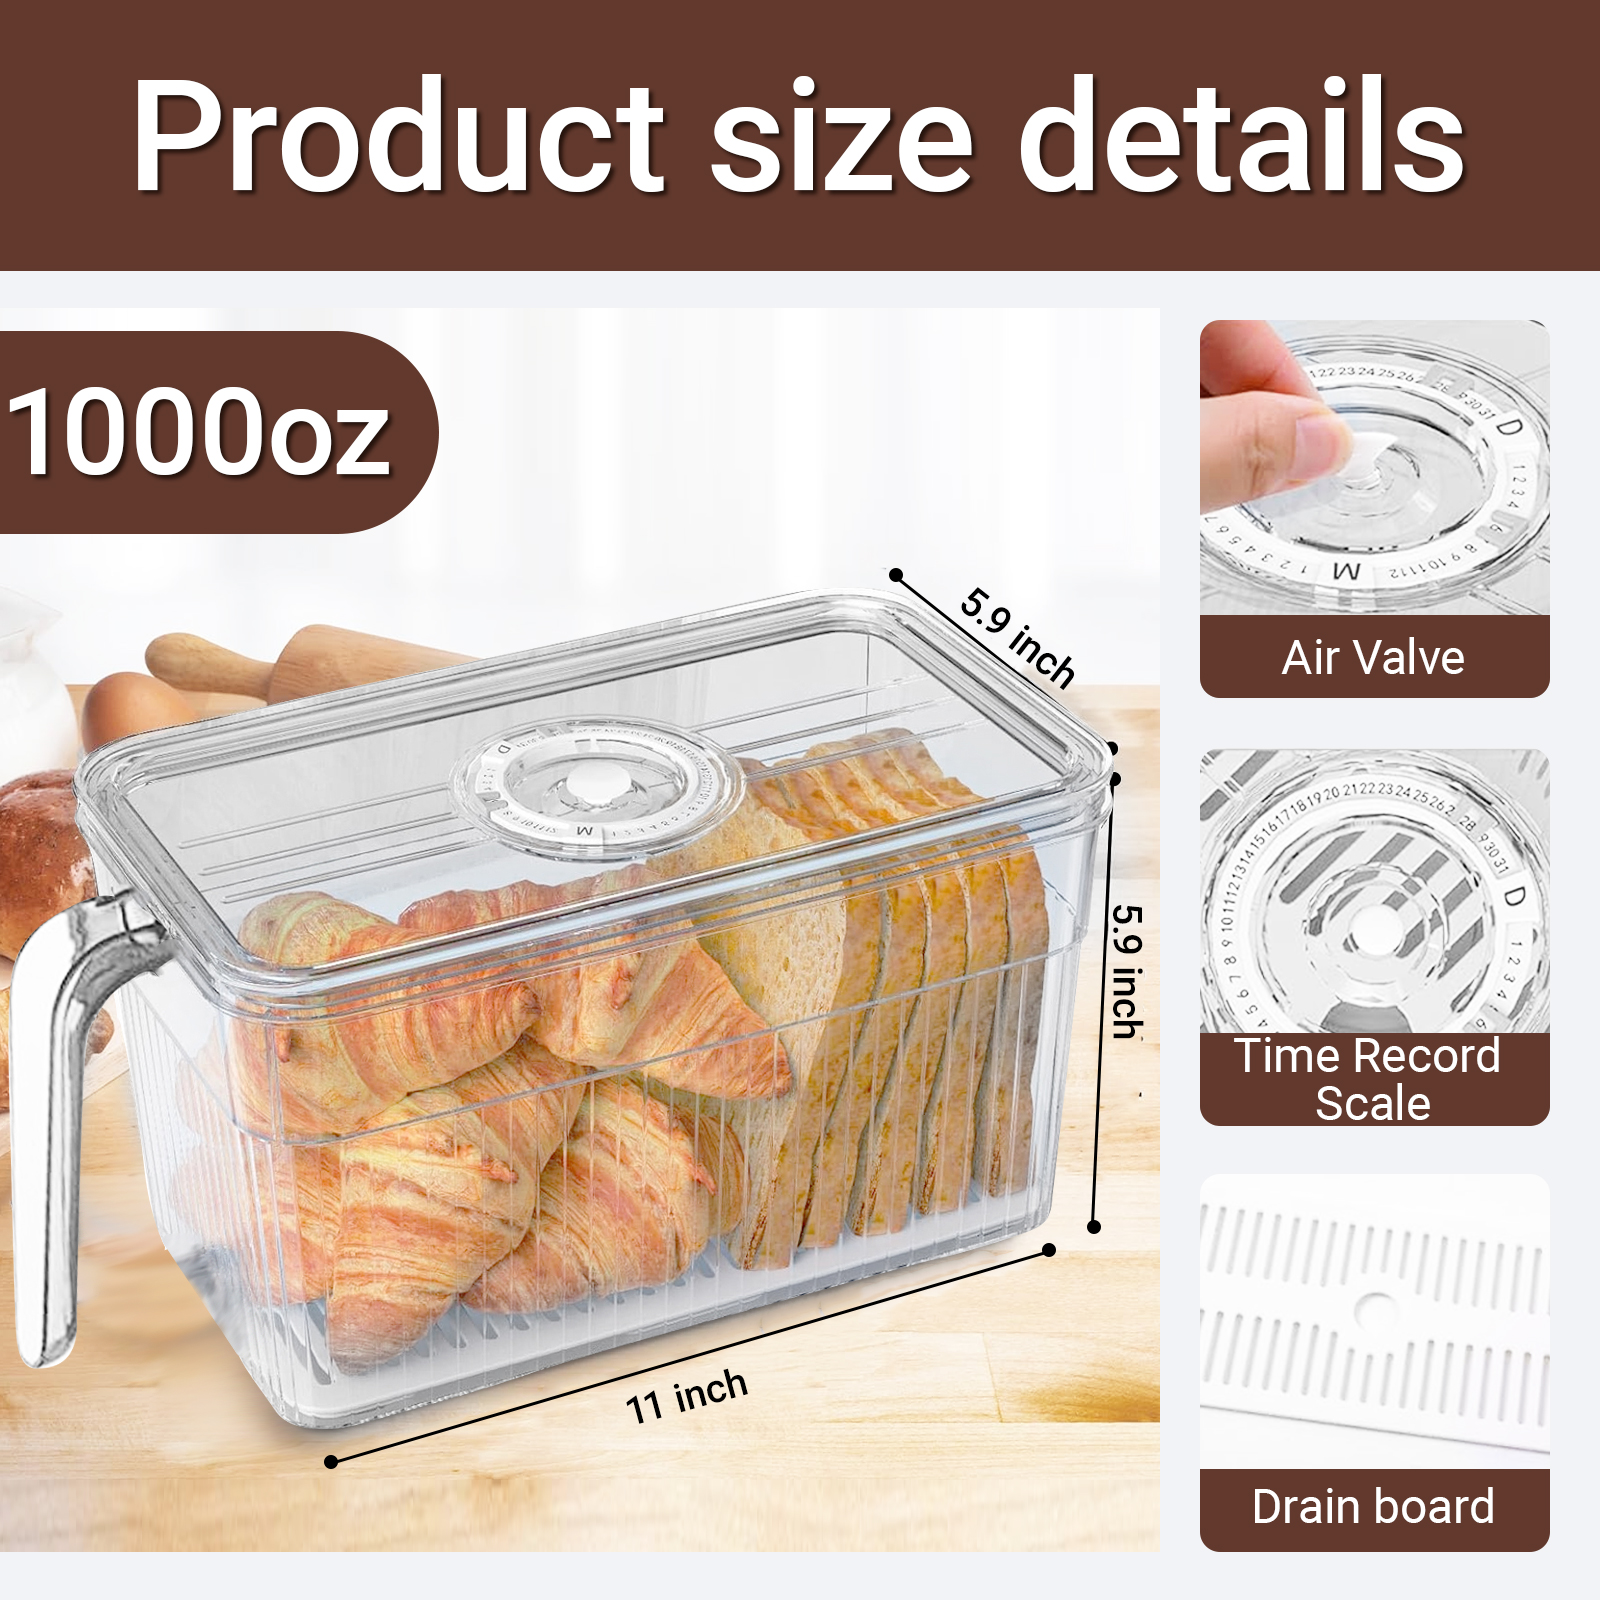 Product size details
1000oz
5.9 inch
5.9 inch
11 inch
Air Valve
Time Record
Scale
Drain board
D
M
D
M
D